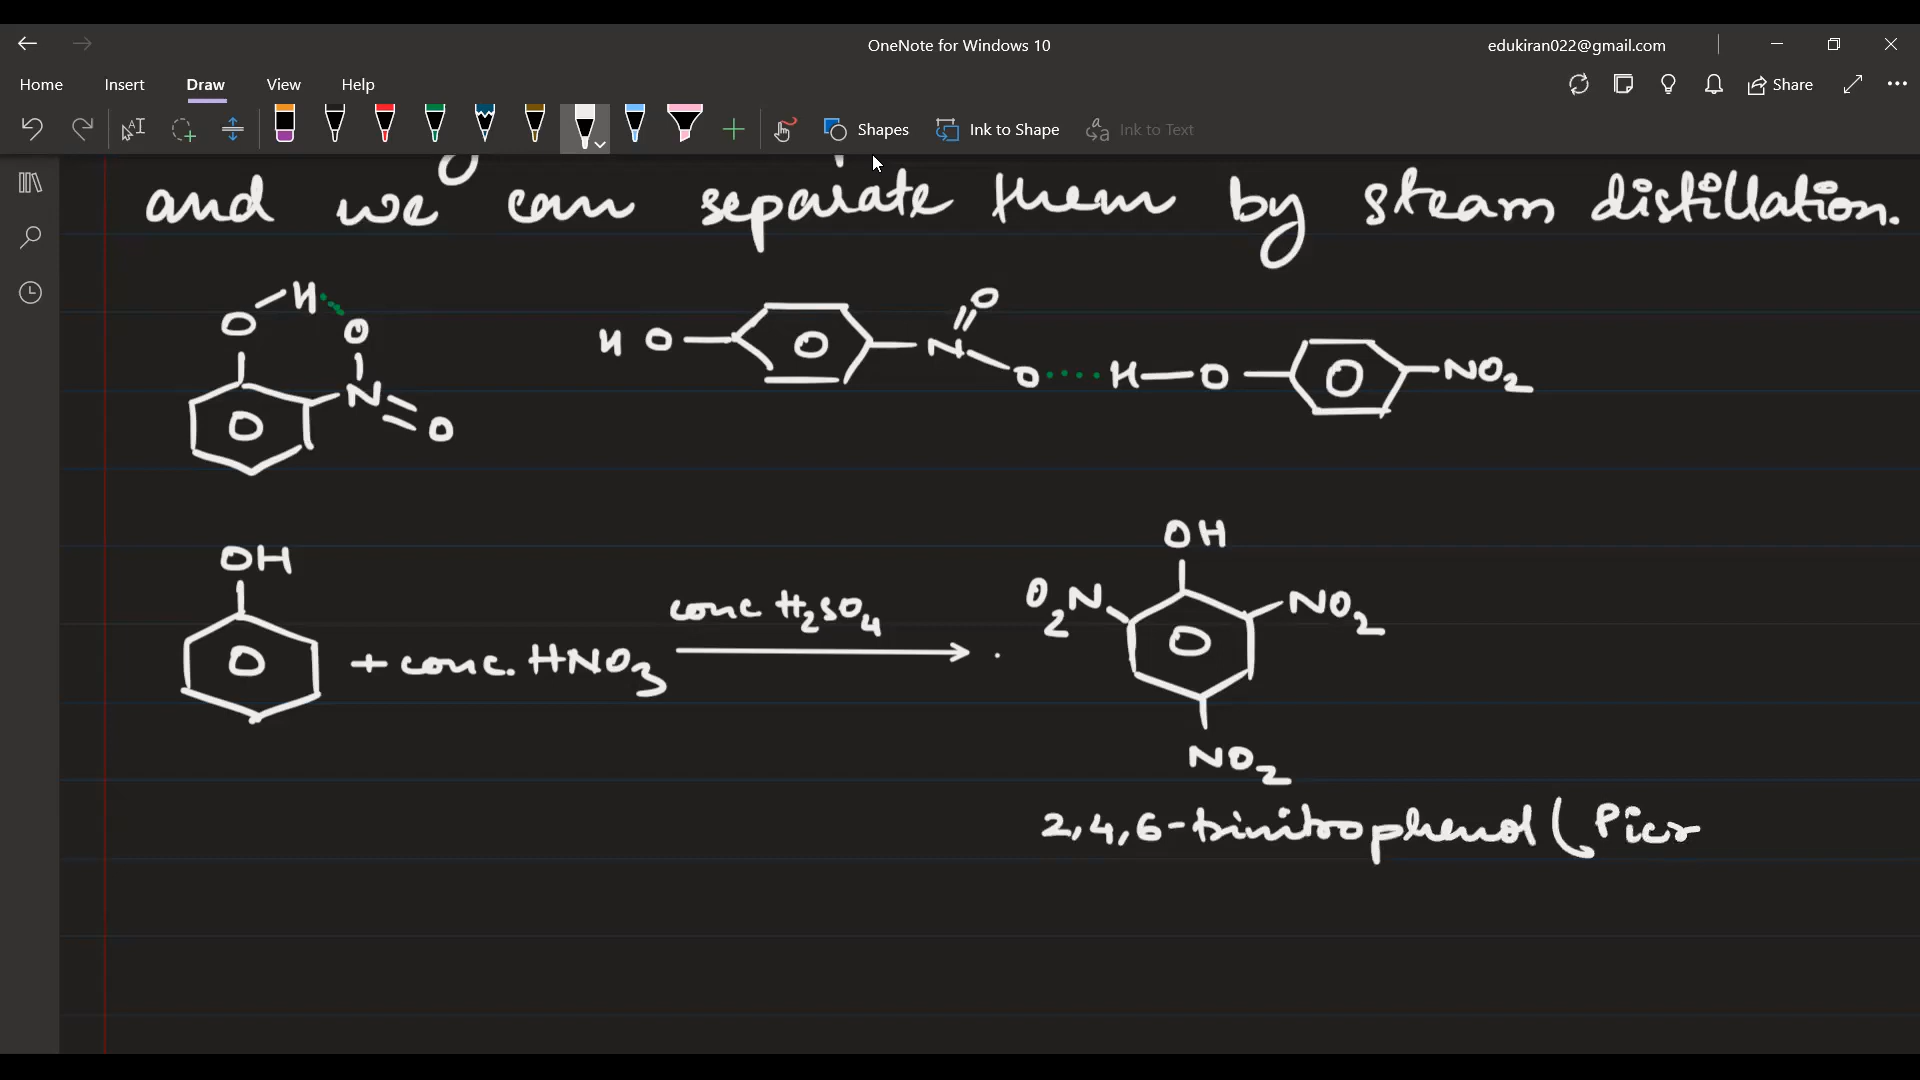 OneNote for Windows 10
edukiran022@gmail.com
Home Insert Draw View Help
Share
Shapes Ink to Shape Ink to Text
and we can separate them by steam distillation.
O-H
O
N
O
HO
N
O
O
H-O
NO2
OH
+ conc. HNO3
conc H2SO4
OH
O2N
NO2
NO2
2,4,6-trinitrophenol (Picr